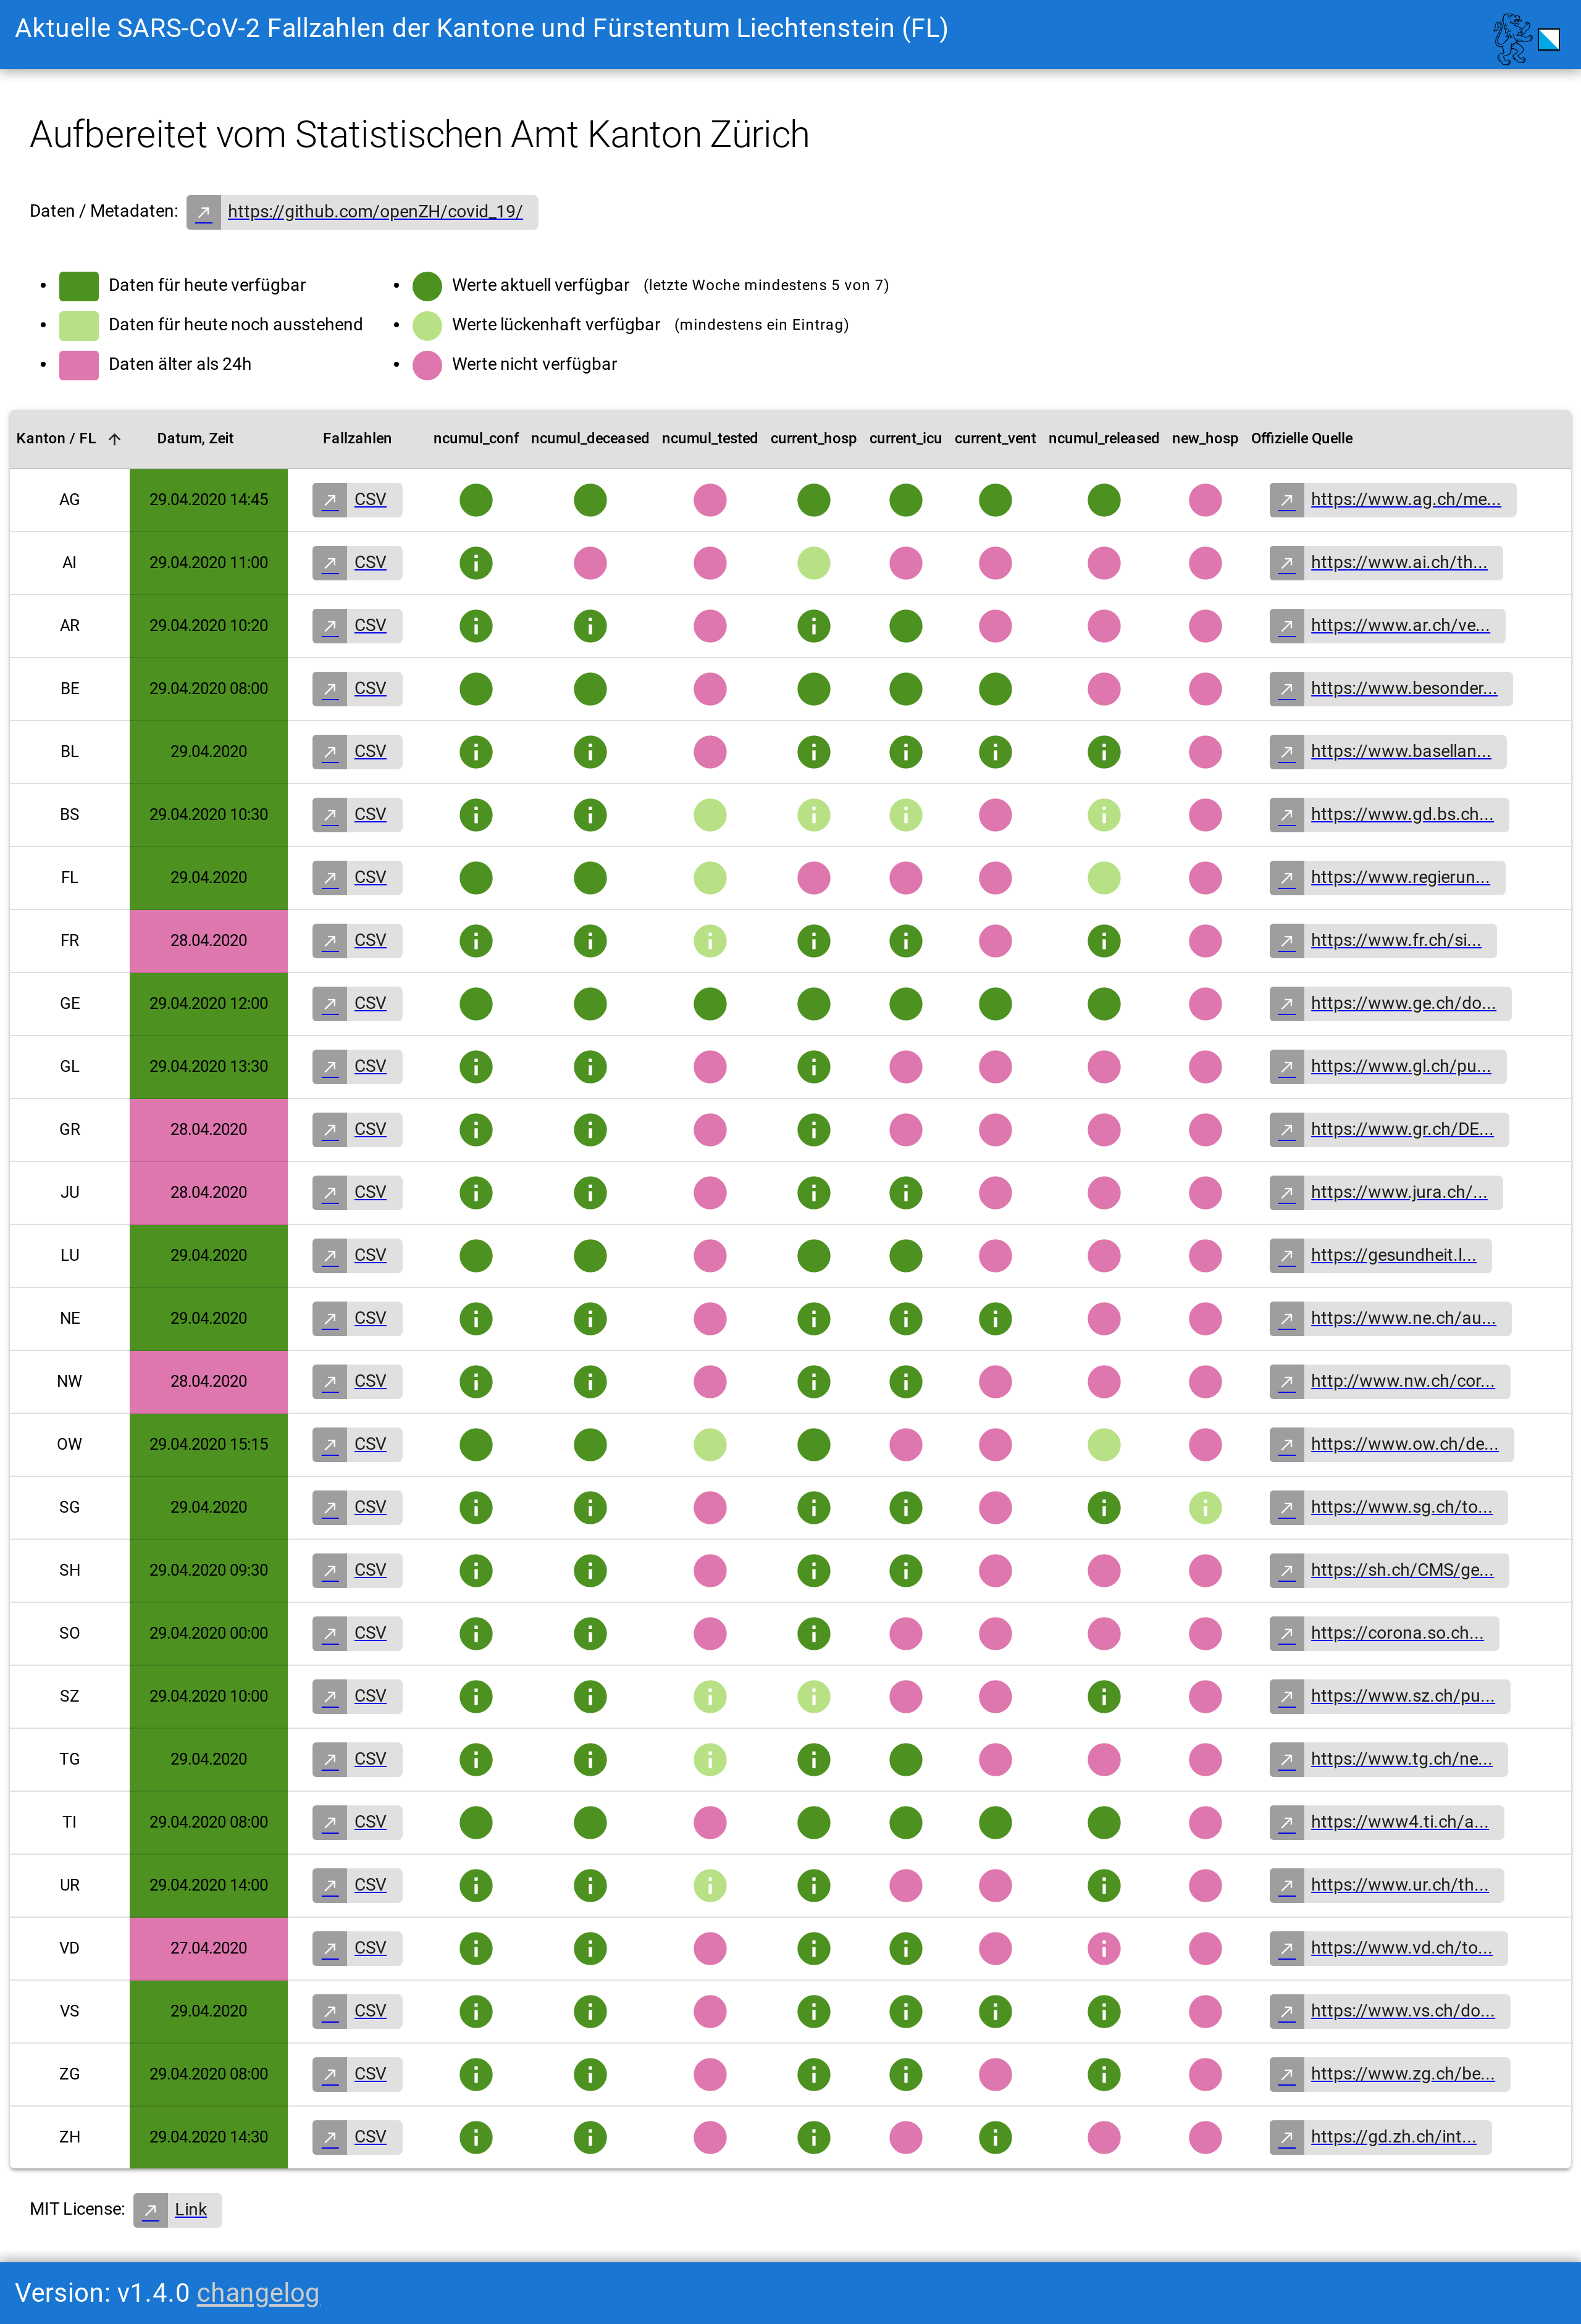 Aktuelle SARS-CoV-2 Fallzahlen der Kantone und Fürstentum Liechtenstein (FL)
Aufbereitet vom Statistischen Amt Kanton Zürich
Daten / Metadaten: https://github.com/openZH/covid_19/
Daten für heute verfügbar
Daten für heute noch ausstehend
Daten älter als 24h
Werte aktuell verfügbar (letzte Woche mindestens 5 von 7)
Werte lückenhaft verfügbar (mindestens ein Eintrag)
Werte nicht verfügbar
Kanton / FL Datum, Zeit Fallzahlen ncumul_conf ncumul_deceased ncumul_tested current_hosp current_icu current_vent ncumul_released new_hosp Offizielle Quelle
AG 29.04.2020 14:45 CSV https://www.ag.ch/me...
AI 29.04.2020 11:00 CSV https://www.ai.ch/th...
AR 29.04.2020 10:20 CSV https://www.ar.ch/ve...
BE 29.04.2020 08:00 CSV https://www.besonder...
BL 29.04.2020 CSV https://www.basellan...
BS 29.04.2020 10:30 CSV https://www.gd.bs.ch...
FL 29.04.2020 CSV https://www.regierun...
FR 28.04.2020 CSV https://www.fr.ch/si...
GE 29.04.2020 12:00 CSV https://www.ge.ch/do...
GL 29.04.2020 13:30 CSV https://www.gl.ch/pu...
GR 28.04.2020 CSV https://www.gr.ch/DE...
JU 28.04.2020 CSV https://www.jura.ch/...
LU 29.04.2020 CSV https://gesundheit.l...
NE 29.04.2020 CSV https://www.ne.ch/au...
NW 28.04.2020 CSV http://www.nw.ch/cor...
OW 29.04.2020 15:15 CSV https://www.ow.ch/de...
SG 29.04.2020 CSV https://www.sg.ch/to...
SH 29.04.2020 09:30 CSV https://sh.ch/CMS/ge...
SO 29.04.2020 00:00 CSV https://corona.so.ch...
SZ 29.04.2020 10:00 CSV https://www.sz.ch/pu...
TG 29.04.2020 CSV https://www.tg.ch/ne...
TI 29.04.2020 08:00 CSV https://www4.ti.ch/a...
UR 29.04.2020 14:00 CSV https://www.ur.ch/th...
VD 27.04.2020 CSV https://www.vd.ch/to...
VS 29.04.2020 CSV https://www.vs.ch/do...
ZG 29.04.2020 08:00 CSV https://www.zg.ch/be...
ZH 29.04.2020 14:30 CSV https://gd.zh.ch/int...
MIT License: Link
Version: v1.4.0 changelog